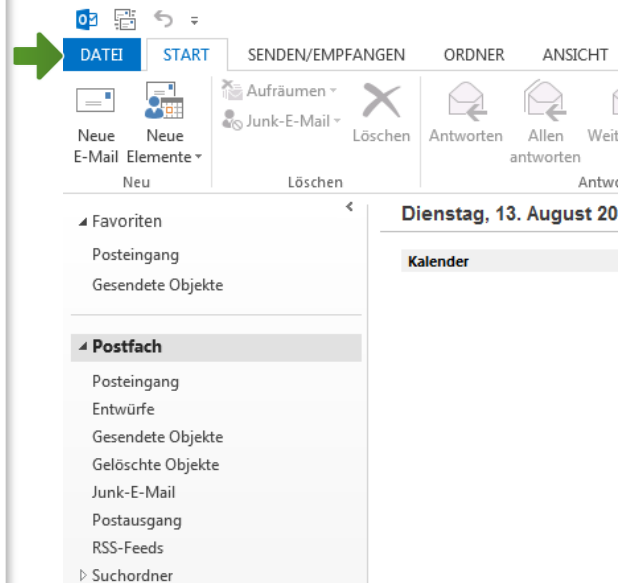 DATEI START SENDEN/EMPFANGEN ORDNER ANSICHT
Aufräumen
Junk-E-Mail
Neue E-Mail
Neue Elemente
Löschen
Antworten
Allen antworten
Weit
Neu Löschen Antwo
Favoriten
Posteingang
Gesendete Objekte
Postfach
Posteingang
Entwürfe
Gesendete Objekte
Gelöschte Objekte
Junk-E-Mail
Postausgang
RSS-Feeds
Suchordner
Dienstag, 13. August 20
Kalender